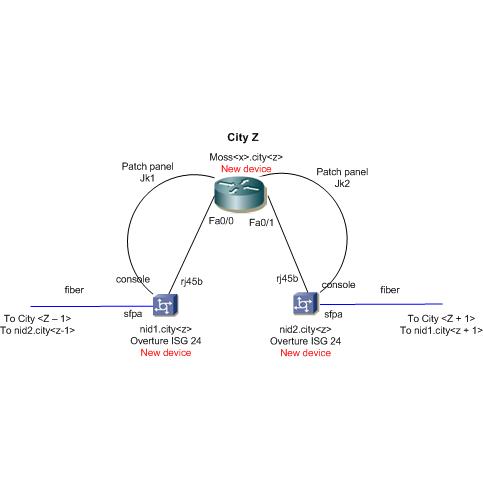 City Z
Moss<x>.city<z>
New device
Patch panel
Jk1
Patch panel
Jk2
Fa0/0
Fa0/1
console
rj45b
rj45b
console
fiber
fiber
sfpa
sfpa
To City <Z – 1>
To nid2.city<z-1>
nid1.city<z>
Overture ISG 24
New device
nid2.city<z>
Overture ISG 24
New device
To City <Z + 1>
To nid1.city<z + 1>